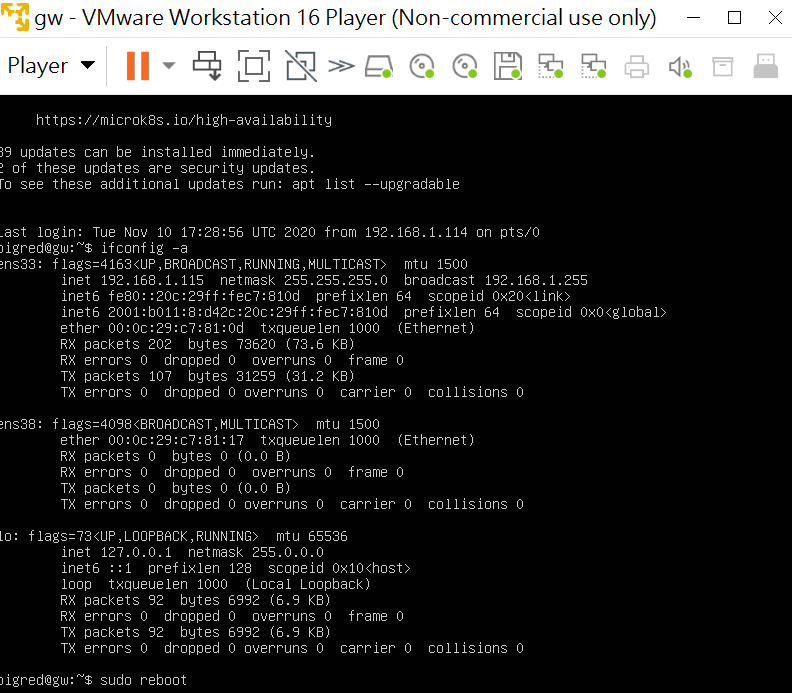 gw - VMware Workstation 16 Player (Non-commercial use only)
Player
https://microk8s.io/high-availability
39 updates can be installed immediately.
2 of these updates are security updates.
To see these additional updates run: apt list --upgradable
Last login: Tue Nov 10 17:28:56 UTC 2020 from 192.168.1.114 on pts/0
bigred@gw:~$ ifconfig -a
ens33: flags=4163<UP,BROADCAST,RUNNING,MULTICAST>  mtu 1500
inet 192.168.1.115  netmask 255.255.255.0  broadcast 192.168.1.255
inet6 fe80::20c:29ff:fec7:810d  prefixlen 64  scopeid 0x20<link>
inet6 2001:b011:8:d42c:20c:29ff:fec7:810d  prefixlen 64  scopeid 0x0<global>
ether 00:0c:29:c7:81:0d  txqueuelen 1000  (Ethernet)
RX packets 202  bytes 73620 (73.6 KB)
RX errors 0  dropped 0  overruns 0  frame 0
TX packets 107  bytes 31259 (31.2 KB)
TX errors 0  dropped 0 overruns 0  carrier 0  collisions 0
ens38: flags=4098<BROADCAST,MULTICAST>  mtu 1500
ether 00:0c:29:c7:81:17  txqueuelen 1000  (Ethernet)
RX packets 0  bytes 0 (0.0 B)
RX errors 0  dropped 0  overruns 0  frame 0
TX packets 0  bytes 0 (0.0 B)
TX errors 0  dropped 0 overruns 0  carrier 0  collisions 0
lo: flags=73<UP,LOOPBACK,RUNNING>  mtu 65536
inet 127.0.0.1  netmask 255.0.0.0
inet6 ::1  prefixlen 128  scopeid 0x10<host>
loop  txqueuelen 1000  (Local Loopback)
RX packets 92  bytes 6992 (6.9 KB)
RX errors 0  dropped 0  overruns 0  frame 0
TX packets 92  bytes 6992 (6.9 KB)
TX errors 0  dropped 0 overruns 0  carrier 0  collisions 0
bigred@gw:~$ sudo reboot